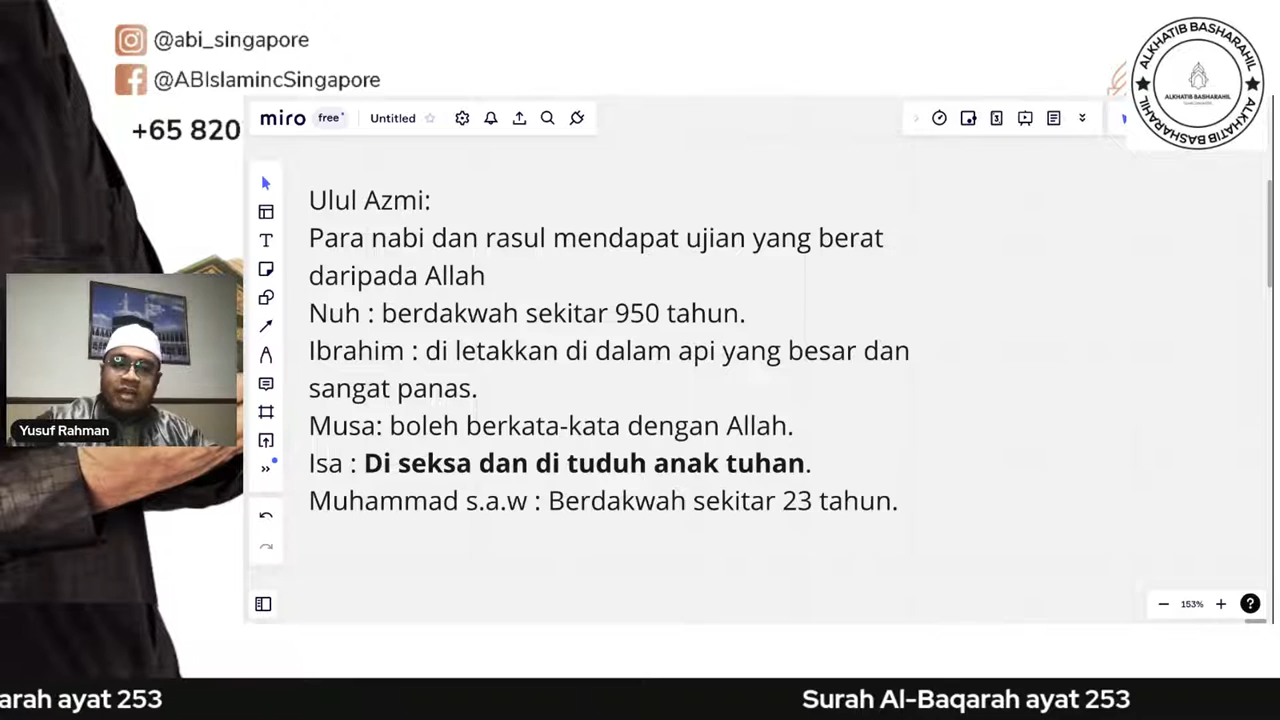 @abi_singapore
@ABIslamincSingapore
+65 820
ALKHATIB BASHARAHIL
ALKHATIB BASHARAHIL
ALKHATIB BASHARAHIL
miro free Untitled
Ulul Azmi:
Para nabi dan rasul mendapat ujian yang berat
daripada Allah
Nuh : berdakwah sekitar 950 tahun.
Ibrahim : di letakkan di dalam api yang besar dan
sangat panas.
Musa: boleh berkata-kata dengan Allah.
Isa : Di seksa dan di tuduh anak tuhan.
Muhammad s.a.w : Berdakwah sekitar 23 tahun.
Yusuf Rahman
153%
arah ayat 253
Surah Al-Baqarah ayat 253